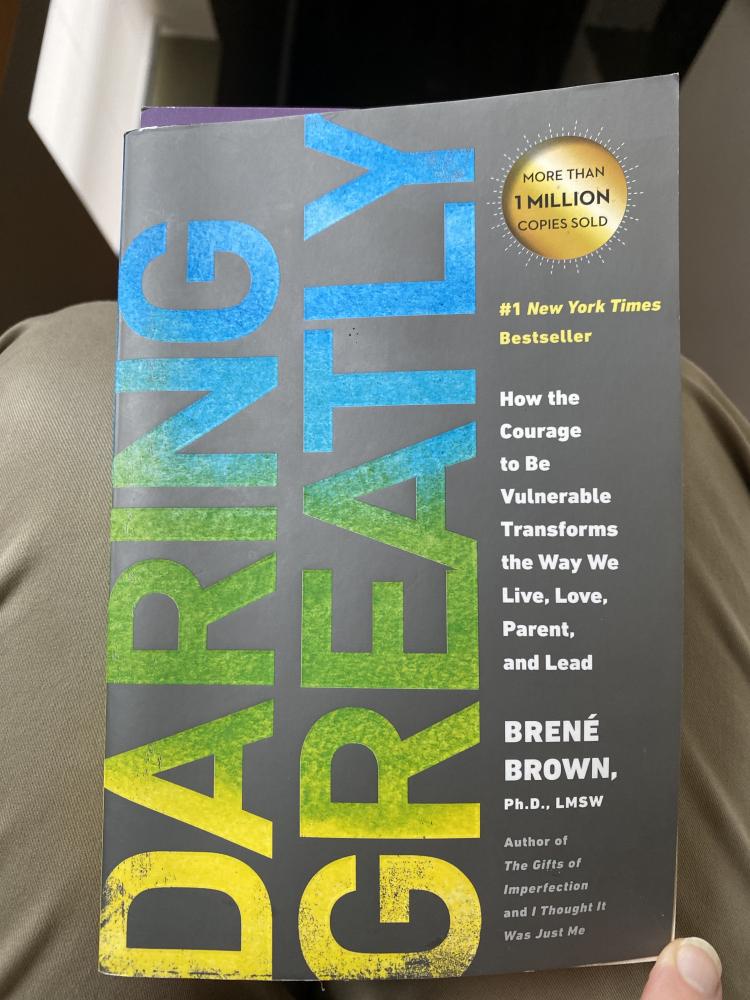 DARING
GREATLY
MORE THAN
1 MILLION
COPIES SOLD
#1 New York Times
Bestseller
How the
Courage
to Be
Vulnerable
Transforms
the Way We
Live, Love,
Parent,
and Lead
BRENÉ
BROWN,
Ph.D., LMSW
Author of
The Gifts of
Imperfection
and I Thought It
Was Just Me